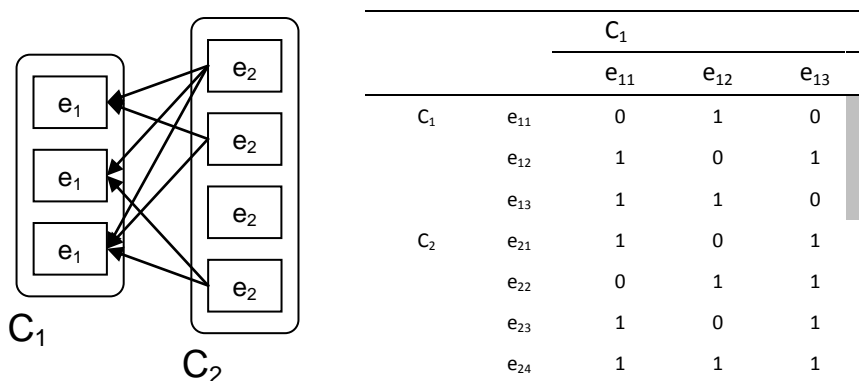 e₁
e₁
e₁
C₁
e₂
e₂
e₂
e₂
C₂
C₁
e₁₁ e₁₂ e₁₃
C₁ e₁₁ 0 1 0
e₁₂ 1 0 1
e₁₃ 1 1 0
C₂ e₂₁ 1 0 1
e₂₂ 0 1 1
e₂₃ 1 0 1
e₂₄ 1 1 1